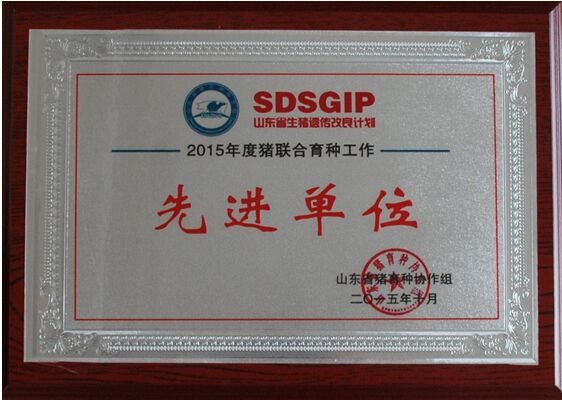 SDSGIP
山东省生猪遗传改良计划
2015年度猪联合育种工作
先进单位
山东省猪育种协作组
二〇一五年十月